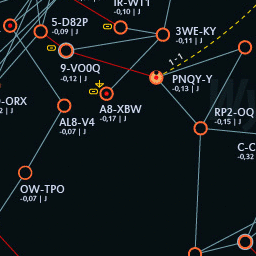 IR-WT1
-0,10 | J
5-D82P
-0,09 | J
3WE-KY
-0,11 | J
1-1
9-VO0Q
-0,12 | J
PNQY-Y
-0,13 | J
-ORX
2 | J
A8-XBW
-0,17 | J
RP2-OQ
-0,15 | J
AL8-V4
-0,07 | J
C-C
-0,32
OW-TPO
-0,07 | J